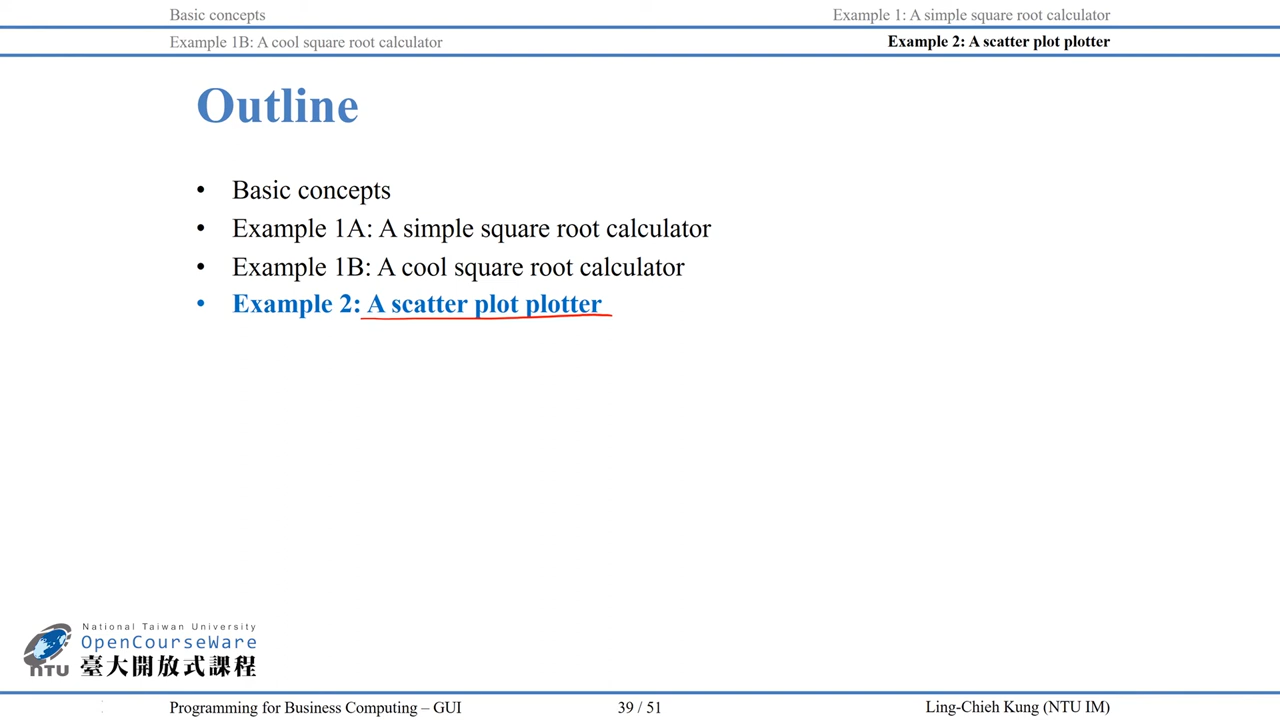 Basic concepts
Example 1: A simple square root calculator
Example 1B: A cool square root calculator
Example 2: A scatter plot plotter
Outline
• Basic concepts
• Example 1A: A simple square root calculator
• Example 1B: A cool square root calculator
• Example 2: A scatter plot plotter
National Taiwan University
OpenCourseWare
NTU 臺大開放式課程
Programming for Business Computing – GUI
39 / 51
Ling-Chieh Kung (NTU IM)